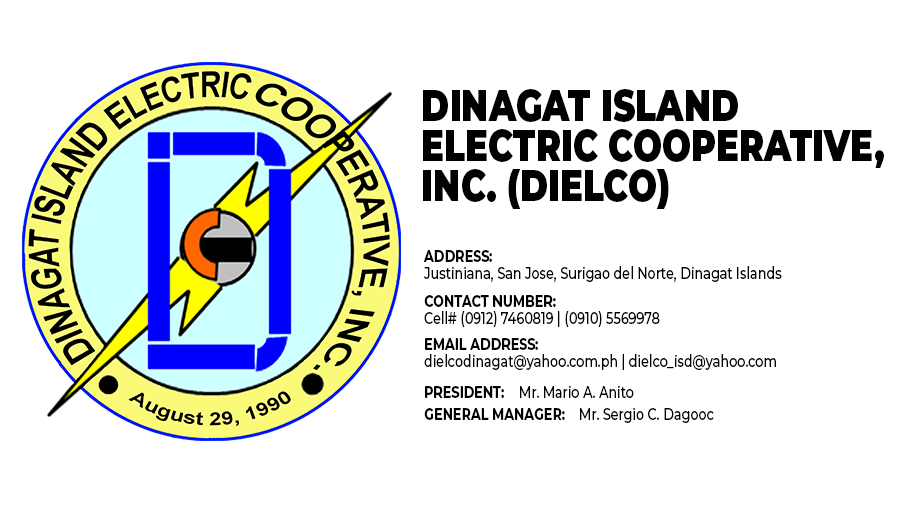 DINAGAT ISLAND ELECTRIC COOPERATIVE, INC.
August 29, 1990
DINAGAT ISLAND
ELECTRIC COOPERATIVE,
INC. (DIELCO)
ADDRESS:
Justiniana, San Jose, Surigao del Norte, Dinagat Islands
CONTACT NUMBER:
Cell# (0912) 7460819 | (0910) 5569978
EMAIL ADDRESS:
dielcodinagat@yahoo.com.ph | dielco_isd@yahoo.com
PRESIDENT: Mr. Mario A. Anito
GENERAL MANAGER: Mr. Sergio C. Dagooc